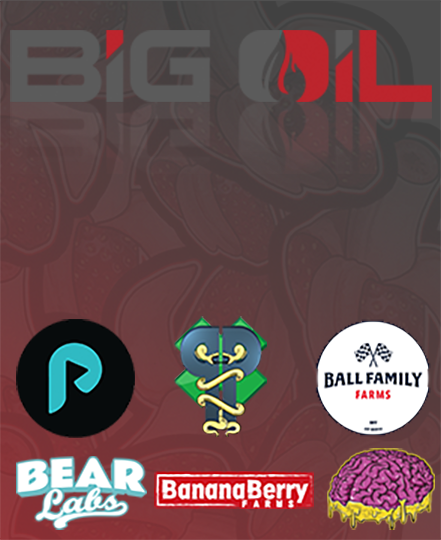 BiG OiL
P
BALL FAMILY
FARMS
BEAR
Labs
BananaBerry
FARMS